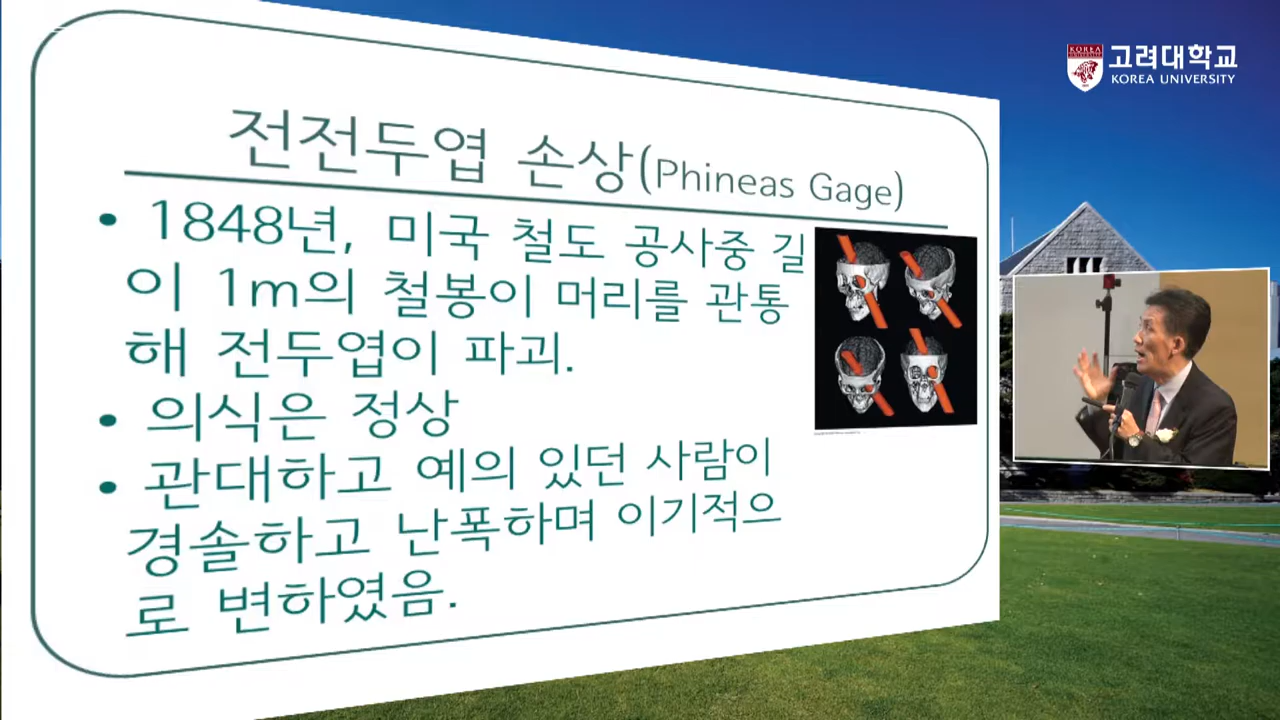 고려대학교
KOREA UNIVERSITY
전전두엽 손상(Phineas Gage)
• 1848년, 미국 철도 공사중 길
이 1m의 철봉이 머리를 관통
해 전두엽이 파괴.
• 의식은 정상
• 관대하고 예의 있던 사람이
경솔하고 난폭하며 이기적으
로 변하였음.